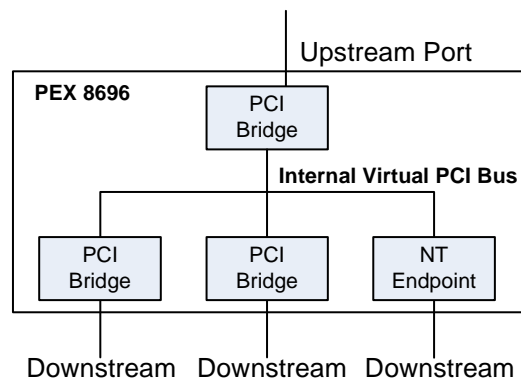 Upstream Port
PEX 8696
PCI
Bridge
Internal Virtual PCI Bus
PCI
Bridge
PCI
Bridge
NT
Endpoint
Downstream
Downstream
Downstream